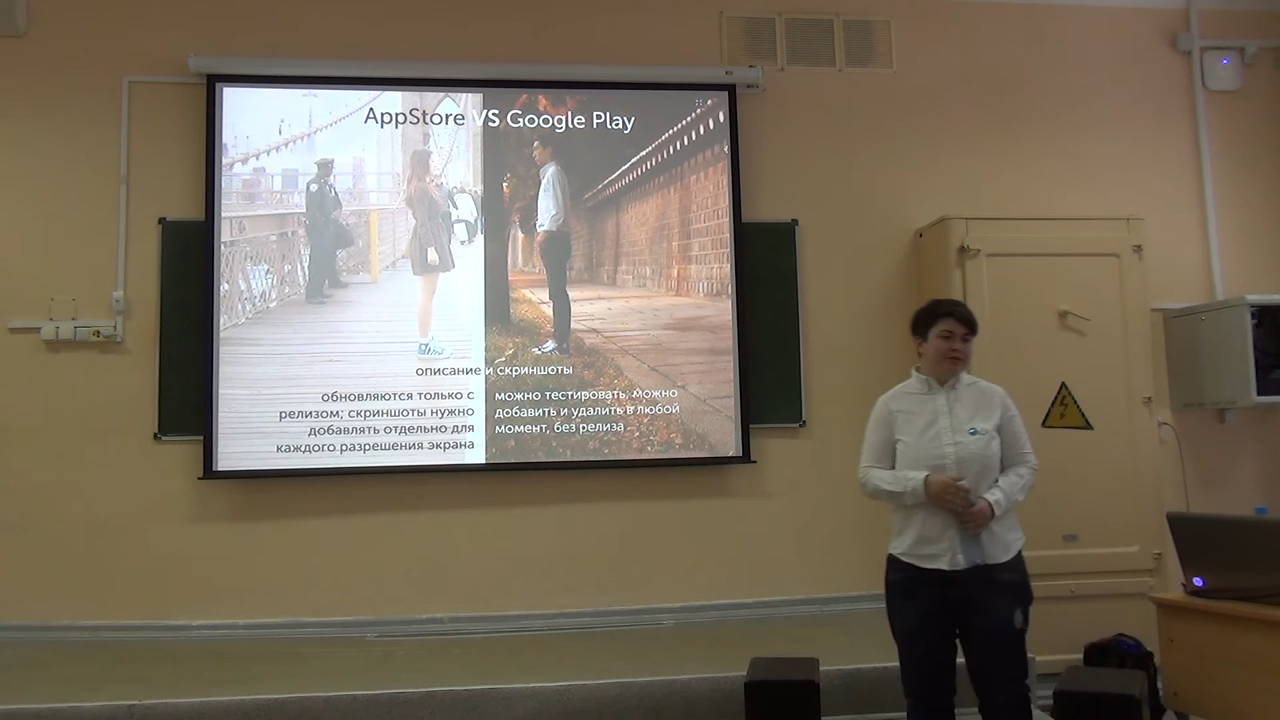 AppStore VS Google Play
описание и скриншоты
обновляются только с
релизом; скриншоты нужно
добавлять отдельно для
каждого разрешения экрана
можно тестировать; можно
добавить и удалить в любой
момент, без релиза